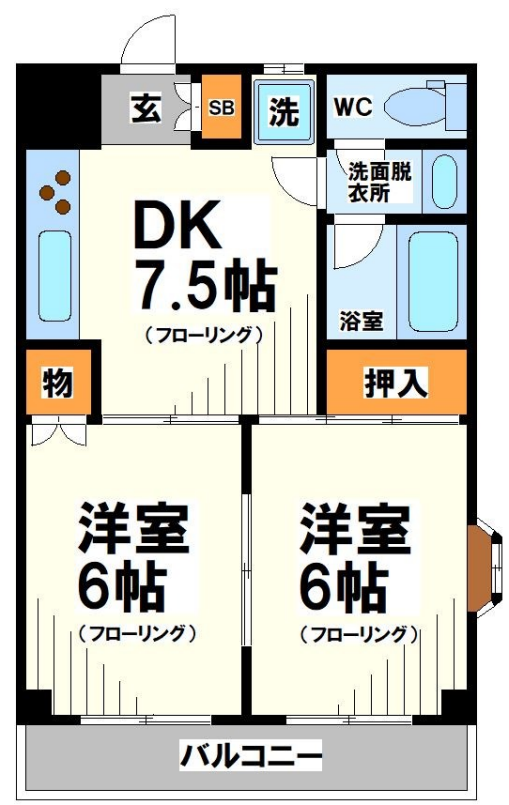 玄
SB
洗
WC
洗面脱
衣所
DK
7.5帖
(フローリング)
浴室
物
押入
洋室
6帖
(フローリング)
洋室
6帖
(フローリング)
バルコニー